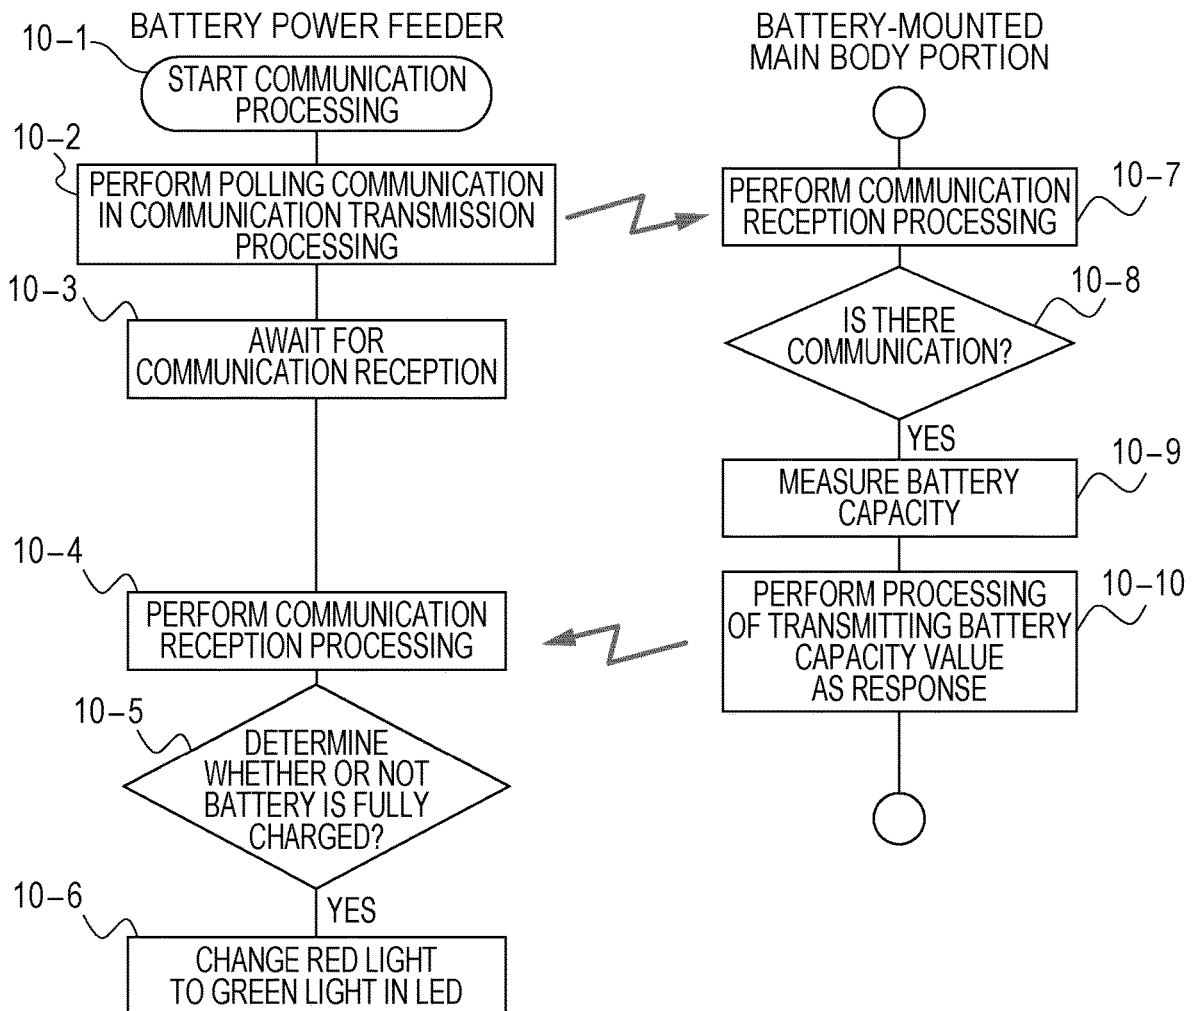 BATTERY POWER FEEDER
10-1
START COMMUNICATION
PROCESSING
10-2
PERFORM POLLING COMMUNICATION
IN COMMUNICATION TRANSMISSION
PROCESSING
10-3
AWAIT FOR
COMMUNICATION RECEPTION
10-4
PERFORM COMMUNICATION
RECEPTION PROCESSING
10-5
DETERMINE
WHETHER OR NOT
BATTERY IS FULLY
CHARGED?
YES
10-6
CHANGE RED LIGHT
TO GREEN LIGHT IN LED
BATTERY-MOUNTED
MAIN BODY PORTION
10-7
PERFORM COMMUNICATION
RECEPTION PROCESSING
10-8
IS THERE
COMMUNICATION?
YES
10-9
MEASURE BATTERY
CAPACITY
10-10
PERFORM PROCESSING
OF TRANSMITTING BATTERY
CAPACITY VALUE
AS RESPONSE